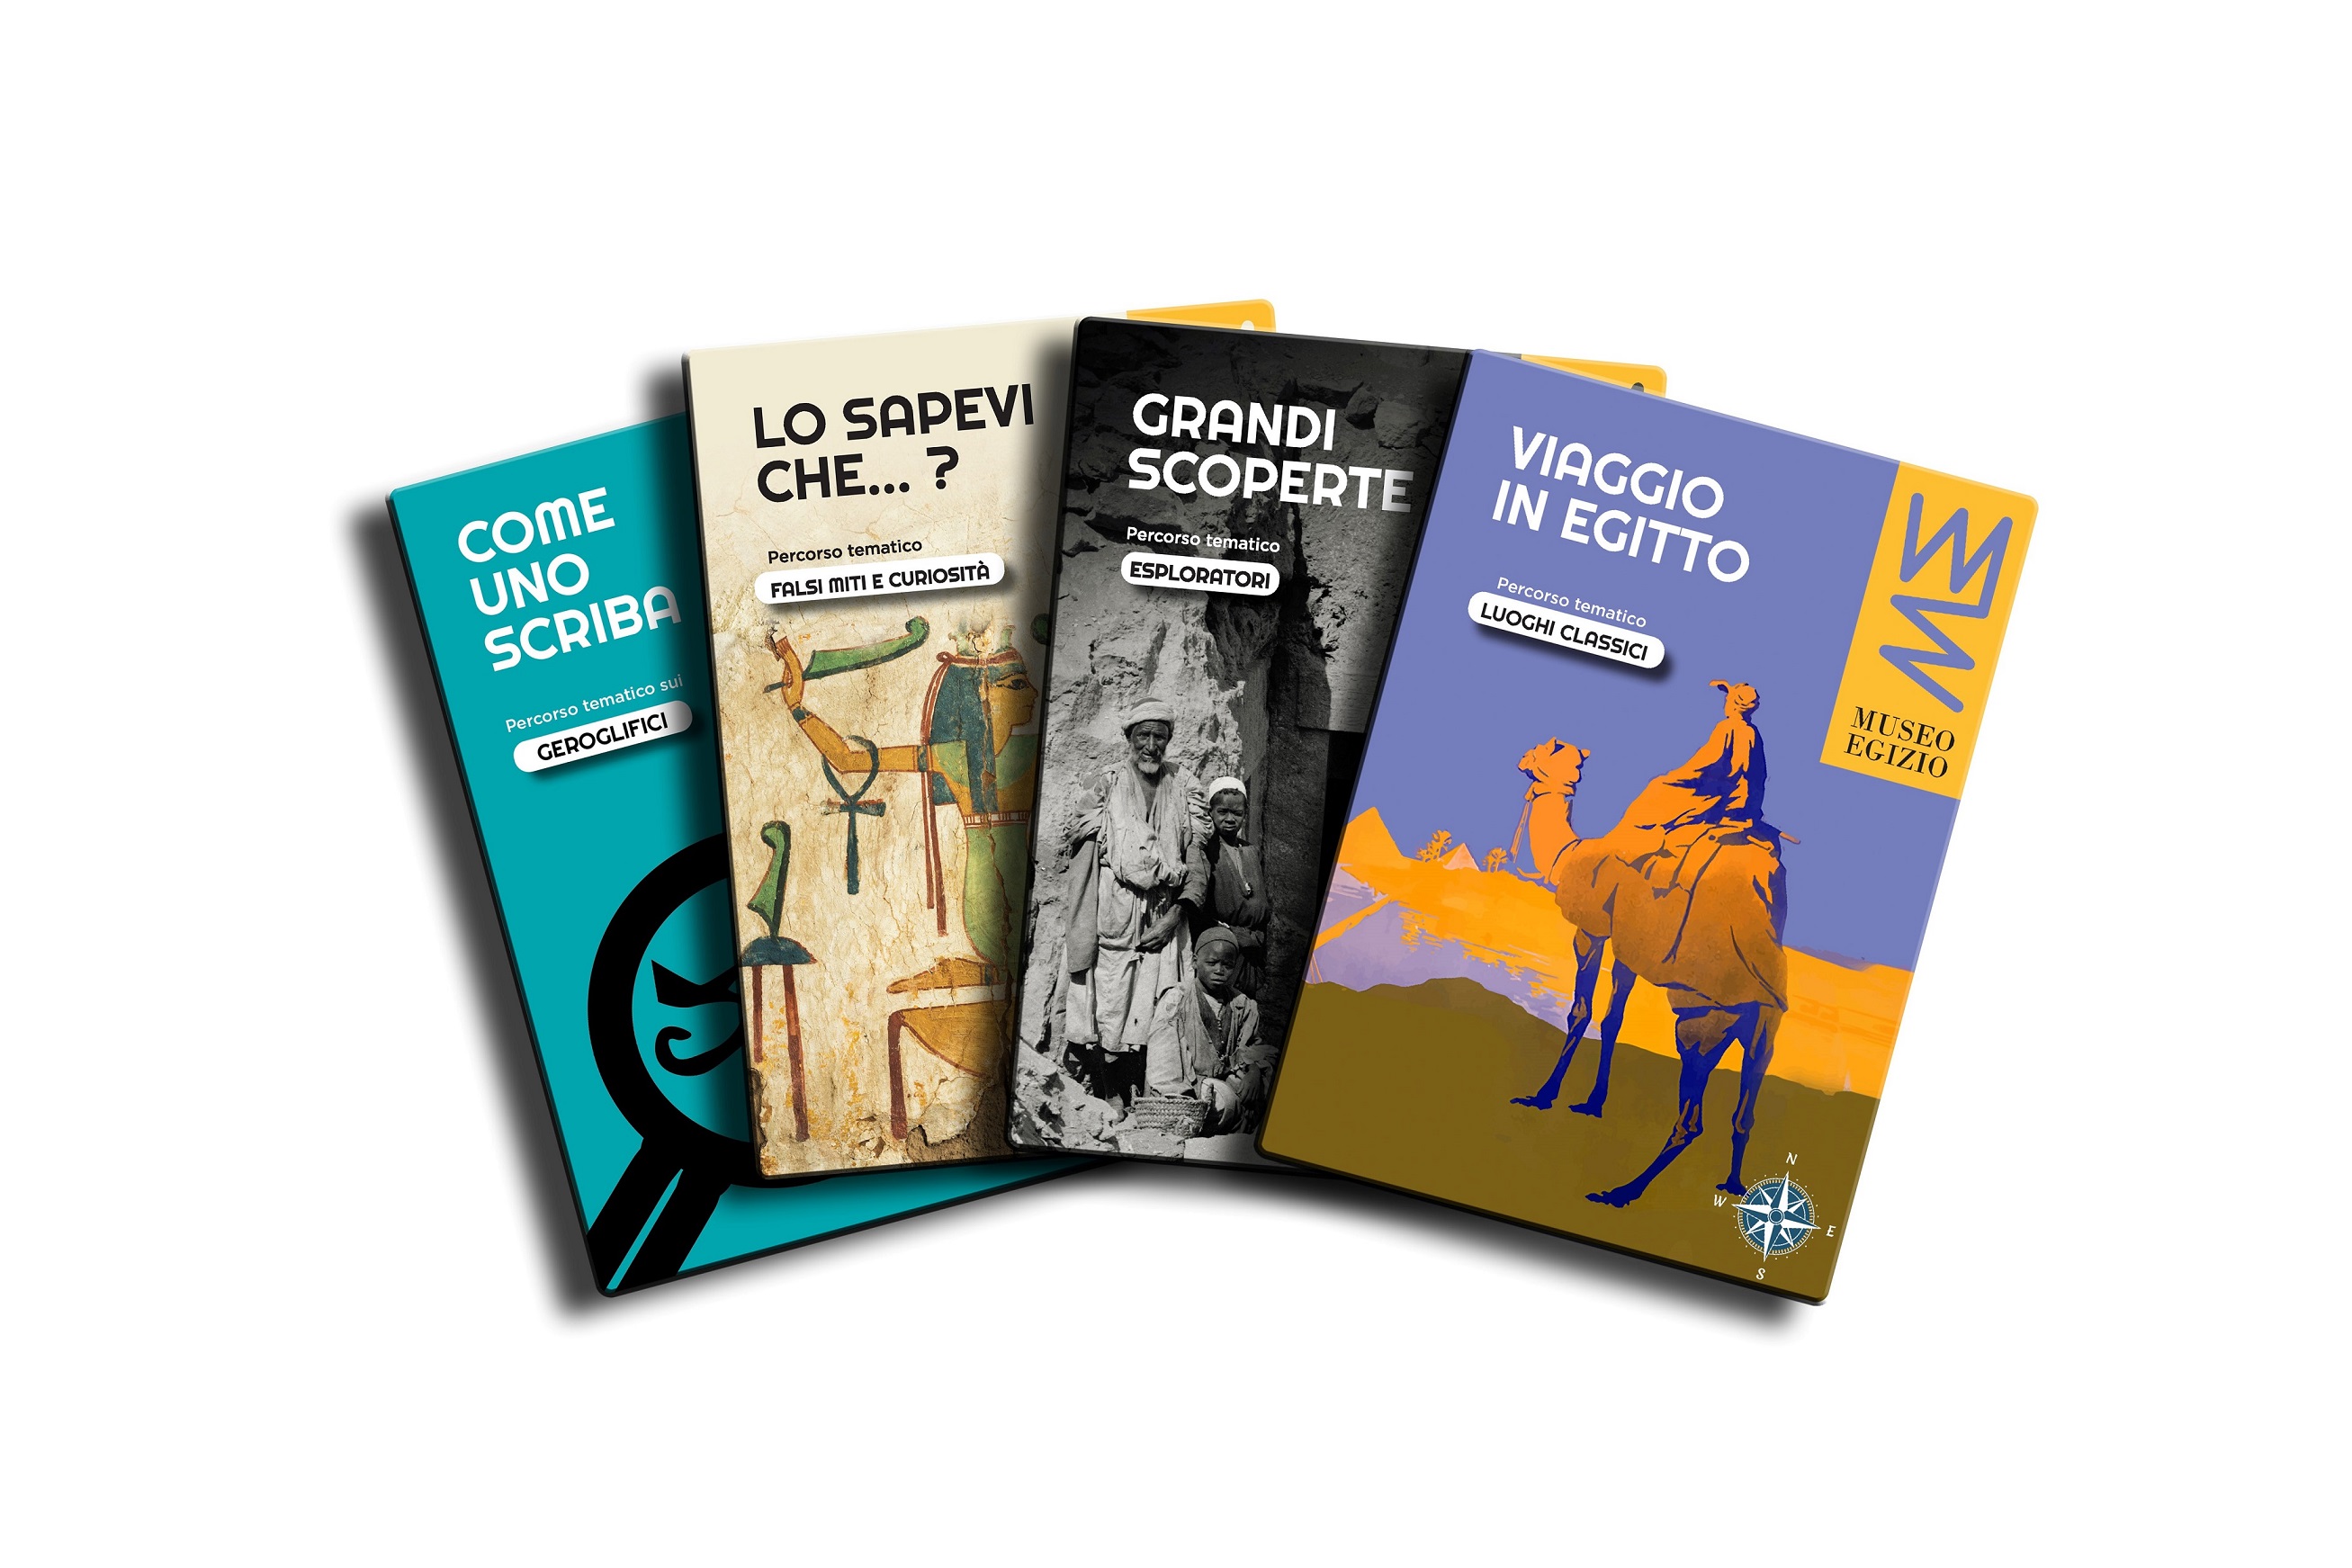 COME
UNO
SCRIBA
Percorso tematico sui
GEROGLIFICI
LO SAPEVI
CHE... ?
Percorso tematico
FALSI MITI E CURIOSITÀ
GRANDI
SCOPERTE
Percorso tematico
ESPLORATORI
VIAGGIO
IN EGITTO
Percorso tematico
LUOGHI CLASSICI
MUSEO
EGIZIO
N
W
E
S